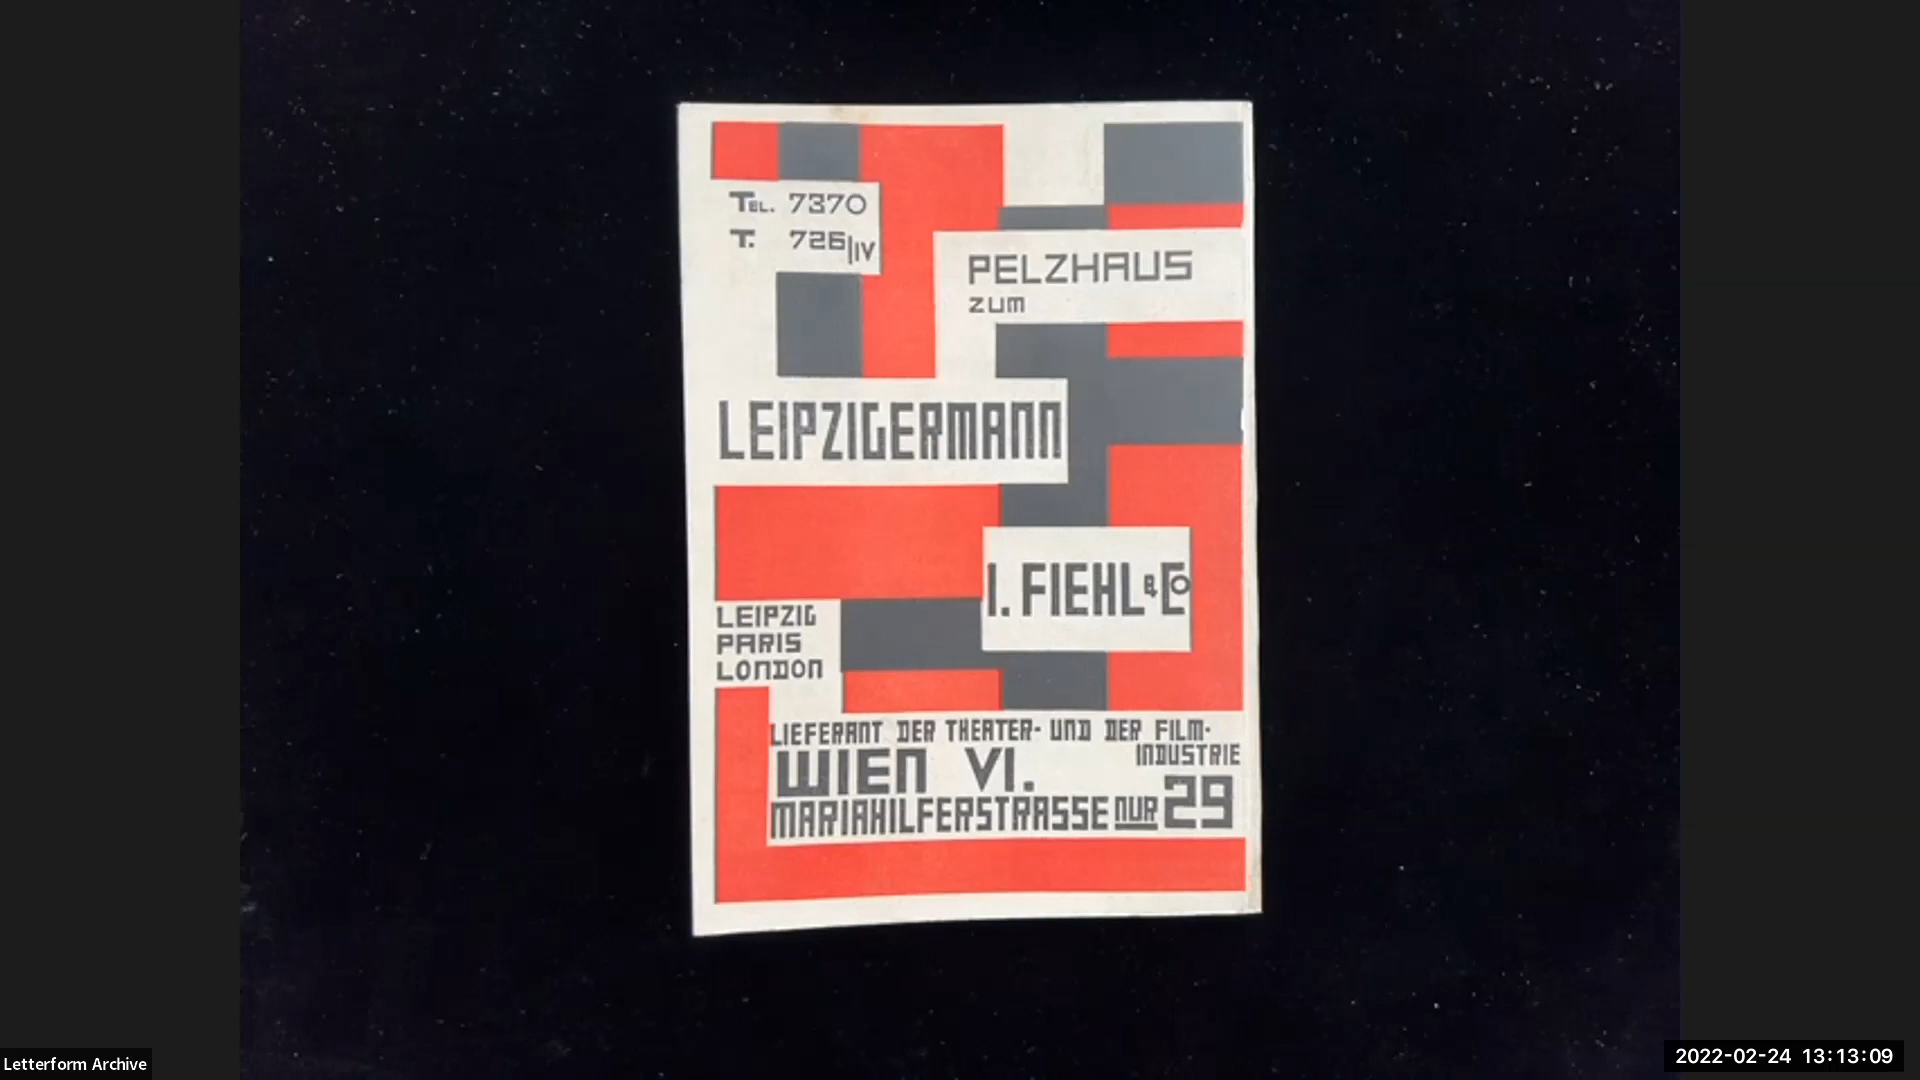 TEL. 7370
T. 726/IV
PELZHAUS
ZUM
LEIPZIGERMANN
I. FIEHL & CO
LEIPZIG
PARIS
LONDON
LIEFERANT DER THEATER- UND DER FILM-
INDUSTRIE
WIEN VI.
MARIAHILFERSTRASSE NUR 29
Letterform Archive
2022-02-24 13:13:09